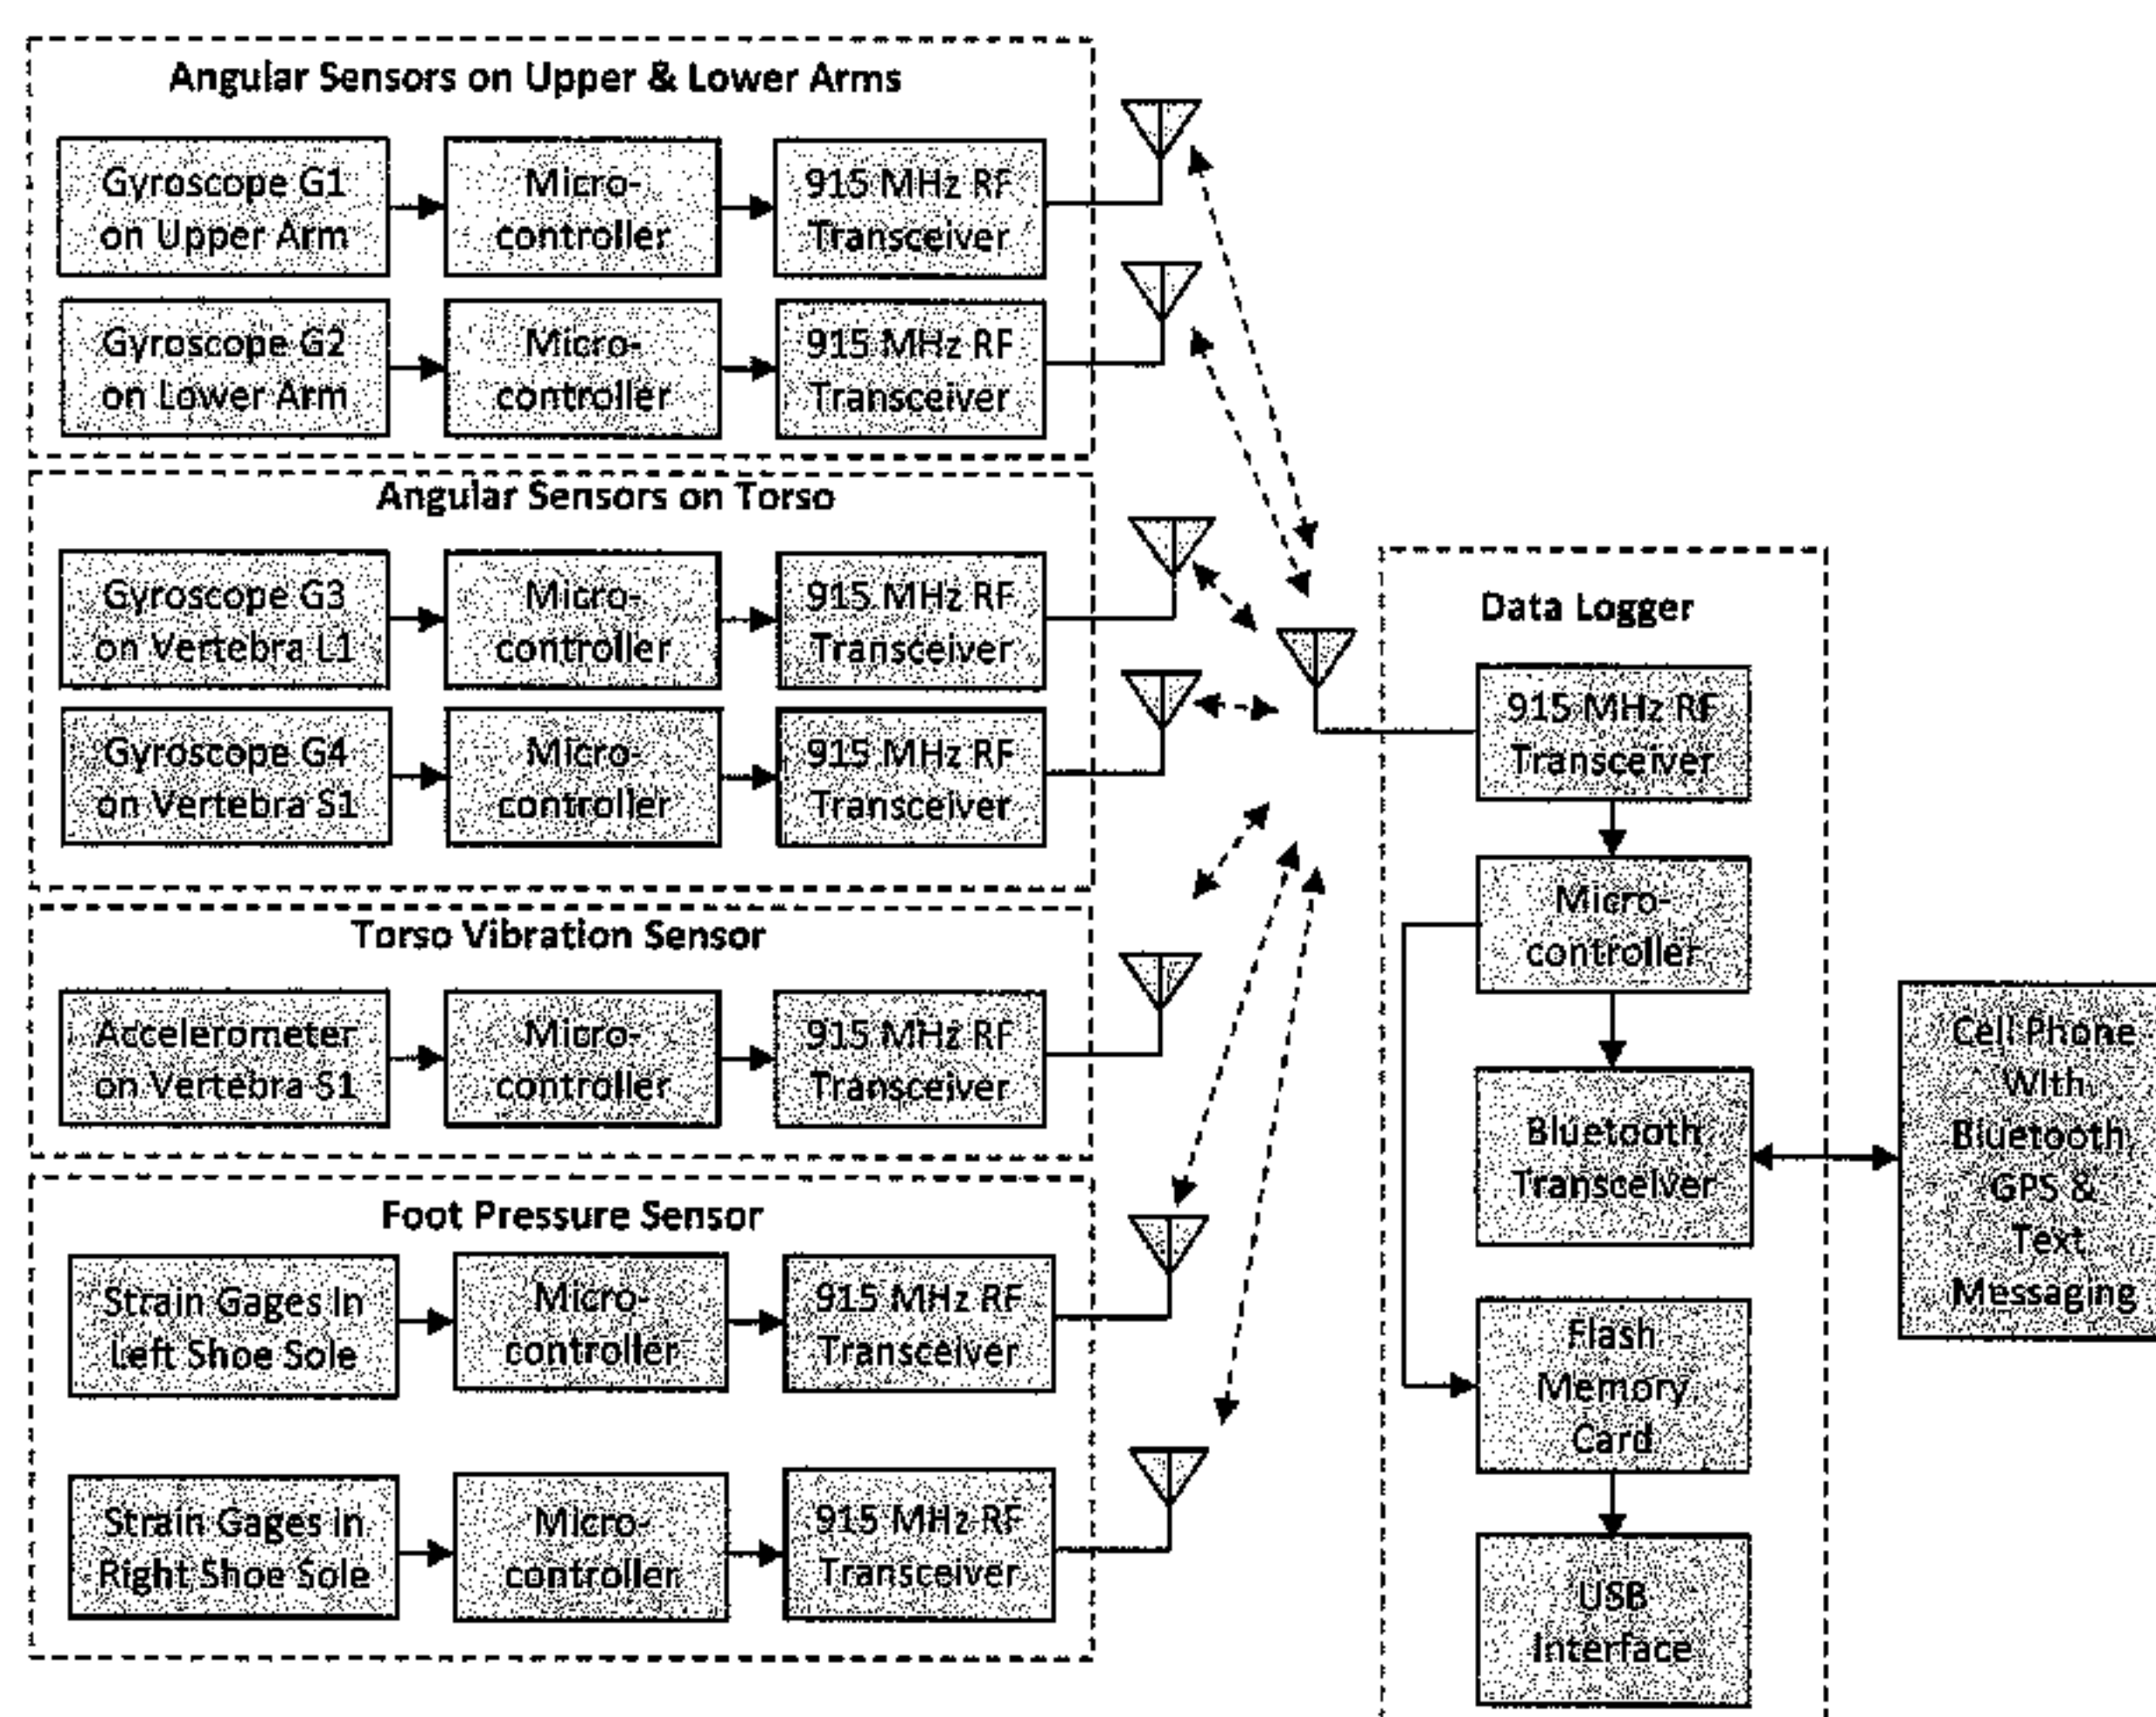 Angular Sensors on Upper & Lower Arms
Gyroscope G1
on Upper Arm
Micro-
controller
915 MHz RF
Transceiver
Gyroscope G2
on Lower Arm
Micro-
controller
915 MHz RF
Transceiver
Angular Sensors on Torso
Gyroscope G3
on Vertebra L1
Micro-
controller
915 MHz RF
Transceiver
Gyroscope G4
on Vertebra S1
Micro-
controller
915 MHz RF
Transceiver
Torso Vibration Sensor
Accelerometer
on Vertebra S1
Micro-
controller
915 MHz RF
Transceiver
Foot Pressure Sensor
Strain Gages In
Left Shoe Sole
Micro-
controller
915 MHz RF
Transceiver
Strain Gages In
Right Shoe Sole
Micro-
controller
915 MHz RF
Transceiver
Data Logger
915 MHz RF
Transceiver
Micro-
controller
Bluetooth
Transceiver
Flash
Memory
Card
USB
Interface
Cell Phone
With
Bluetooth
GPS &
Text
Messaging